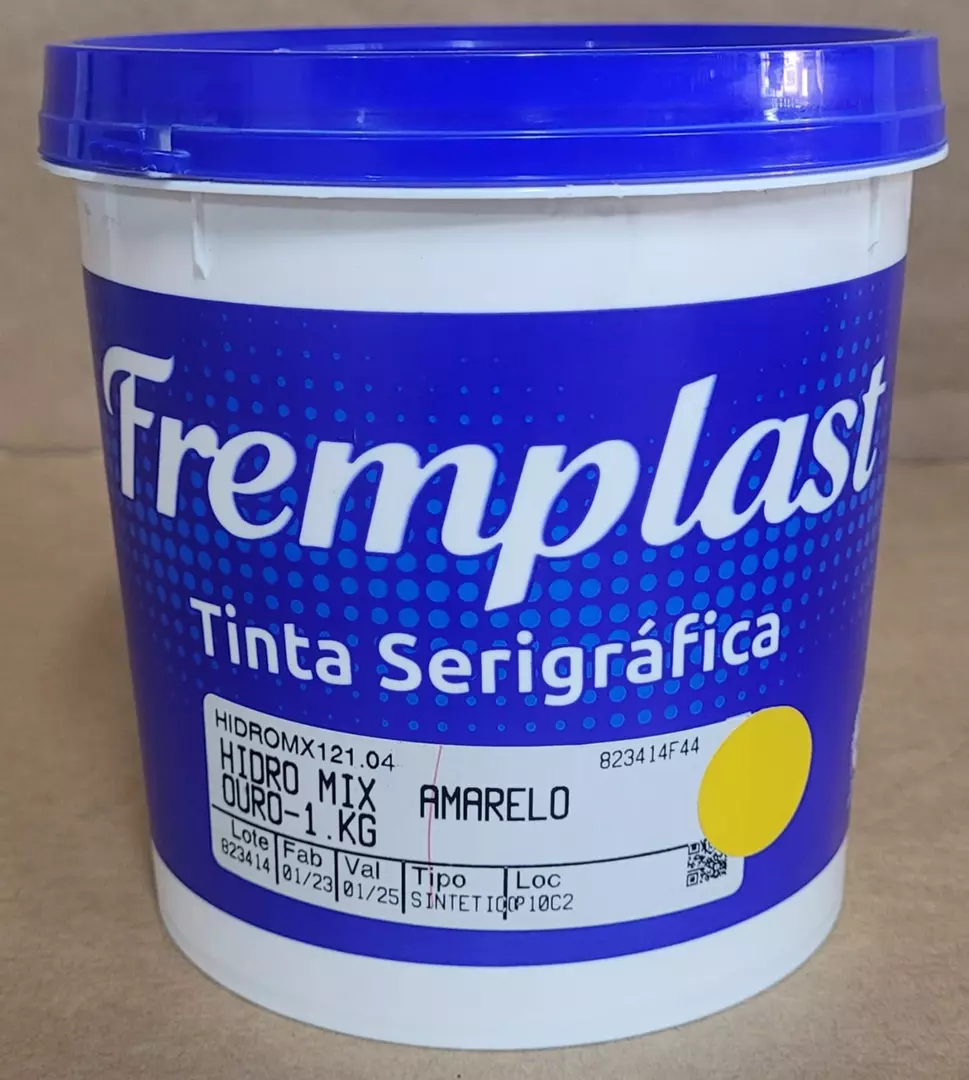 Fremplast
Tinta Serigráfica
HIDROMX121.04
823414F44
HIDRO MIX AMARELO
OURO-1.KG
Lote Fab Val Tipo Loc
823414 01/23 01/25 SINTETICO P10C2